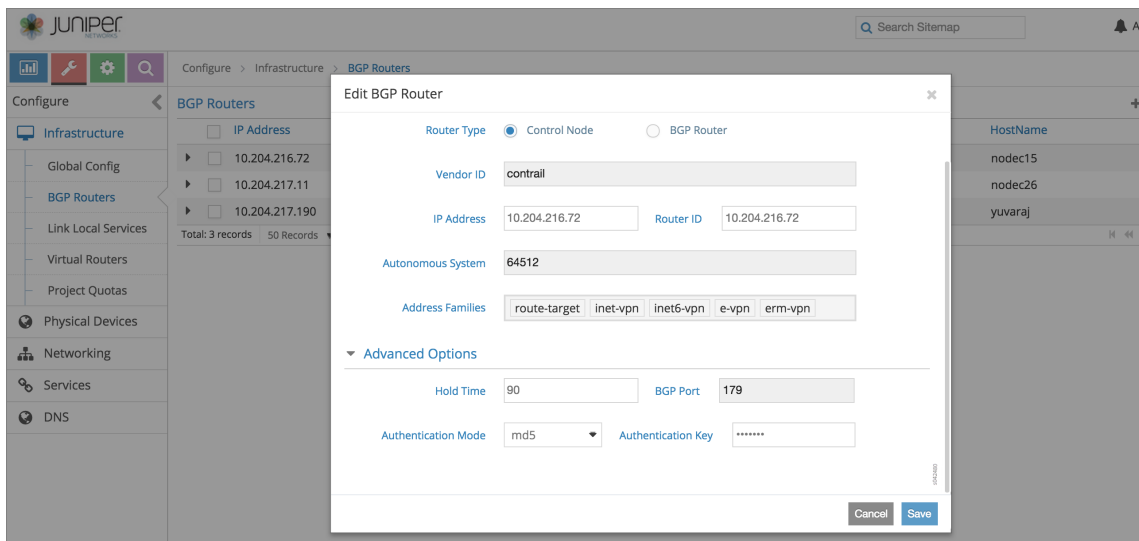 JUNIPER
NETWORKS
Search Sitemap
A
Configure > Infrastructure > BGP Routers
Configure
Infrastructure
Global Config
BGP Routers
Link Local Services
Virtual Routers
Project Quotas
Physical Devices
Networking
Services
DNS
BGP Routers
IP Address
HostName
10.204.216.72
nodec15
10.204.217.11
nodec26
10.204.217.190
yuvaraj
Total: 3 records 50 Records
Edit BGP Router
Router Type Control Node BGP Router
Vendor ID contrail
IP Address 10.204.216.72 Router ID 10.204.216.72
Autonomous System 64512
Address Families route-target inet-vpn inet6-vpn e-vpn erm-vpn
Advanced Options
Hold Time 90 BGP Port 179
Authentication Mode md5 Authentication Key •••••••
s042460
Cancel Save